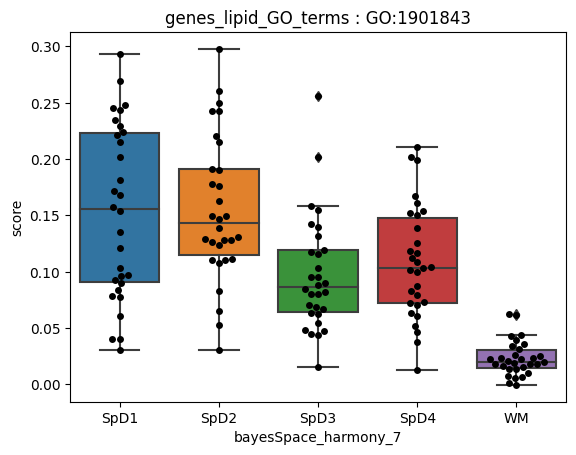 genes_lipid_GO_terms : GO:1901843
0.30
0.25
0.20
0.15
0.10
0.05
0.00
score
SpD1 SpD2 SpD3 SpD4 WM
bayesSpace_harmony_7